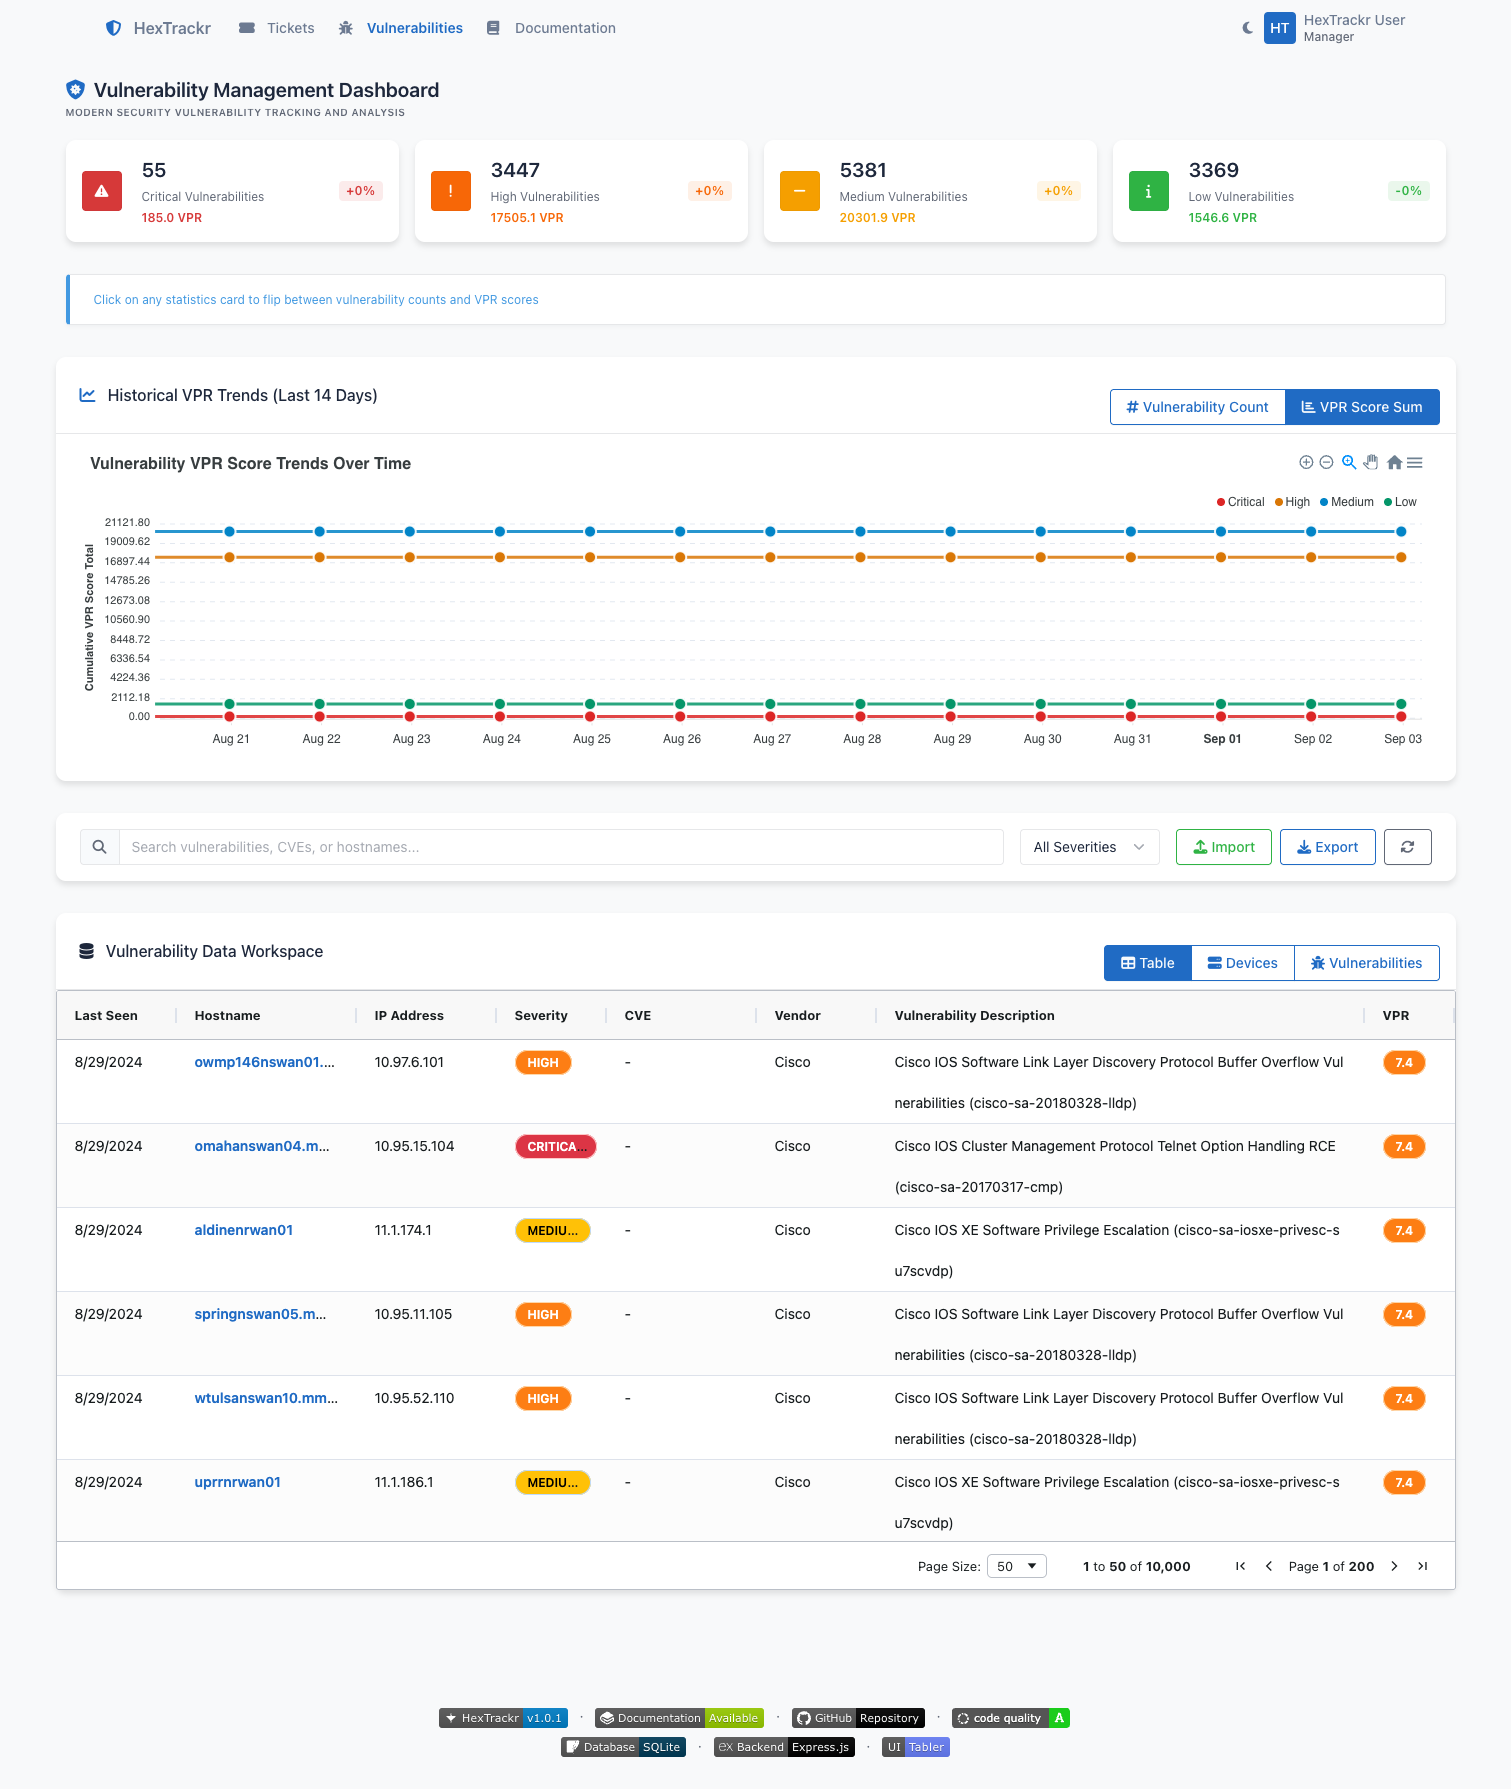 HexTrackr Tickets Vulnerabilities Documentation HT HexTrackr User
Manager
Vulnerability Management Dashboard
MODERN SECURITY VULNERABILITY TRACKING AND ANALYSIS
55
Critical Vulnerabilities
185.0 VPR
+0%
3447
High Vulnerabilities
17505.1 VPR
+0%
5381
Medium Vulnerabilities
20301.9 VPR
+0%
3369
Low Vulnerabilities
1546.6 VPR
-0%
Click on any statistics card to flip between vulnerability counts and VPR scores
Historical VPR Trends (Last 14 Days)
Vulnerability Count VPR Score Sum
Vulnerability VPR Score Trends Over Time
Critical High Medium Low
Cumulative VPR Score Total
21121.80
19009.62
16897.44
14785.26
12673.08
10560.90
8448.72
6336.54
4224.36
2112.18
0.00
Aug 21 Aug 22 Aug 23 Aug 24 Aug 25 Aug 26 Aug 27 Aug 28 Aug 29 Aug 30 Aug 31 Sep 01 Sep 02 Sep 03
Search vulnerabilities, CVEs, or hostnames...
All Severities Import Export
Vulnerability Data Workspace
Table Devices Vulnerabilities
Last Seen Hostname IP Address Severity CVE Vendor Vulnerability Description VPR
8/29/2024 owmp146nswan01.... 10.97.6.101 HIGH - Cisco Cisco IOS Software Link Layer Discovery Protocol Buffer Overflow Vul 7.4
nerabilities (cisco-sa-20180328-lldp)
8/29/2024 omahanswan04.m... 10.95.15.104 CRITICA... - Cisco Cisco IOS Cluster Management Protocol Telnet Option Handling RCE 7.4
(cisco-sa-20170317-cmp)
8/29/2024 aldinenrwan01 11.1.174.1 MEDIU... - Cisco Cisco IOS XE Software Privilege Escalation (cisco-sa-iosxe-privesc-s 7.4
u7scvdp)
8/29/2024 springnswan05.m... 10.95.11.105 HIGH - Cisco Cisco IOS Software Link Layer Discovery Protocol Buffer Overflow Vul 7.4
nerabilities (cisco-sa-20180328-lldp)
8/29/2024 wtulsanswan10.mm... 10.95.52.110 HIGH - Cisco Cisco IOS Software Link Layer Discovery Protocol Buffer Overflow Vul 7.4
nerabilities (cisco-sa-20180328-lldp)
8/29/2024 uprrnrwan01 11.1.186.1 MEDIU... - Cisco Cisco IOS XE Software Privilege Escalation (cisco-sa-iosxe-privesc-s 7.4
u7scvdp)
Page Size: 50 1 to 50 of 10,000 Page 1 of 200
HexTrackr v1.0.1 · Documentation Available · GitHub Repository · code quality A
Database SQLite · ex Backend Express.js · UI Tabler